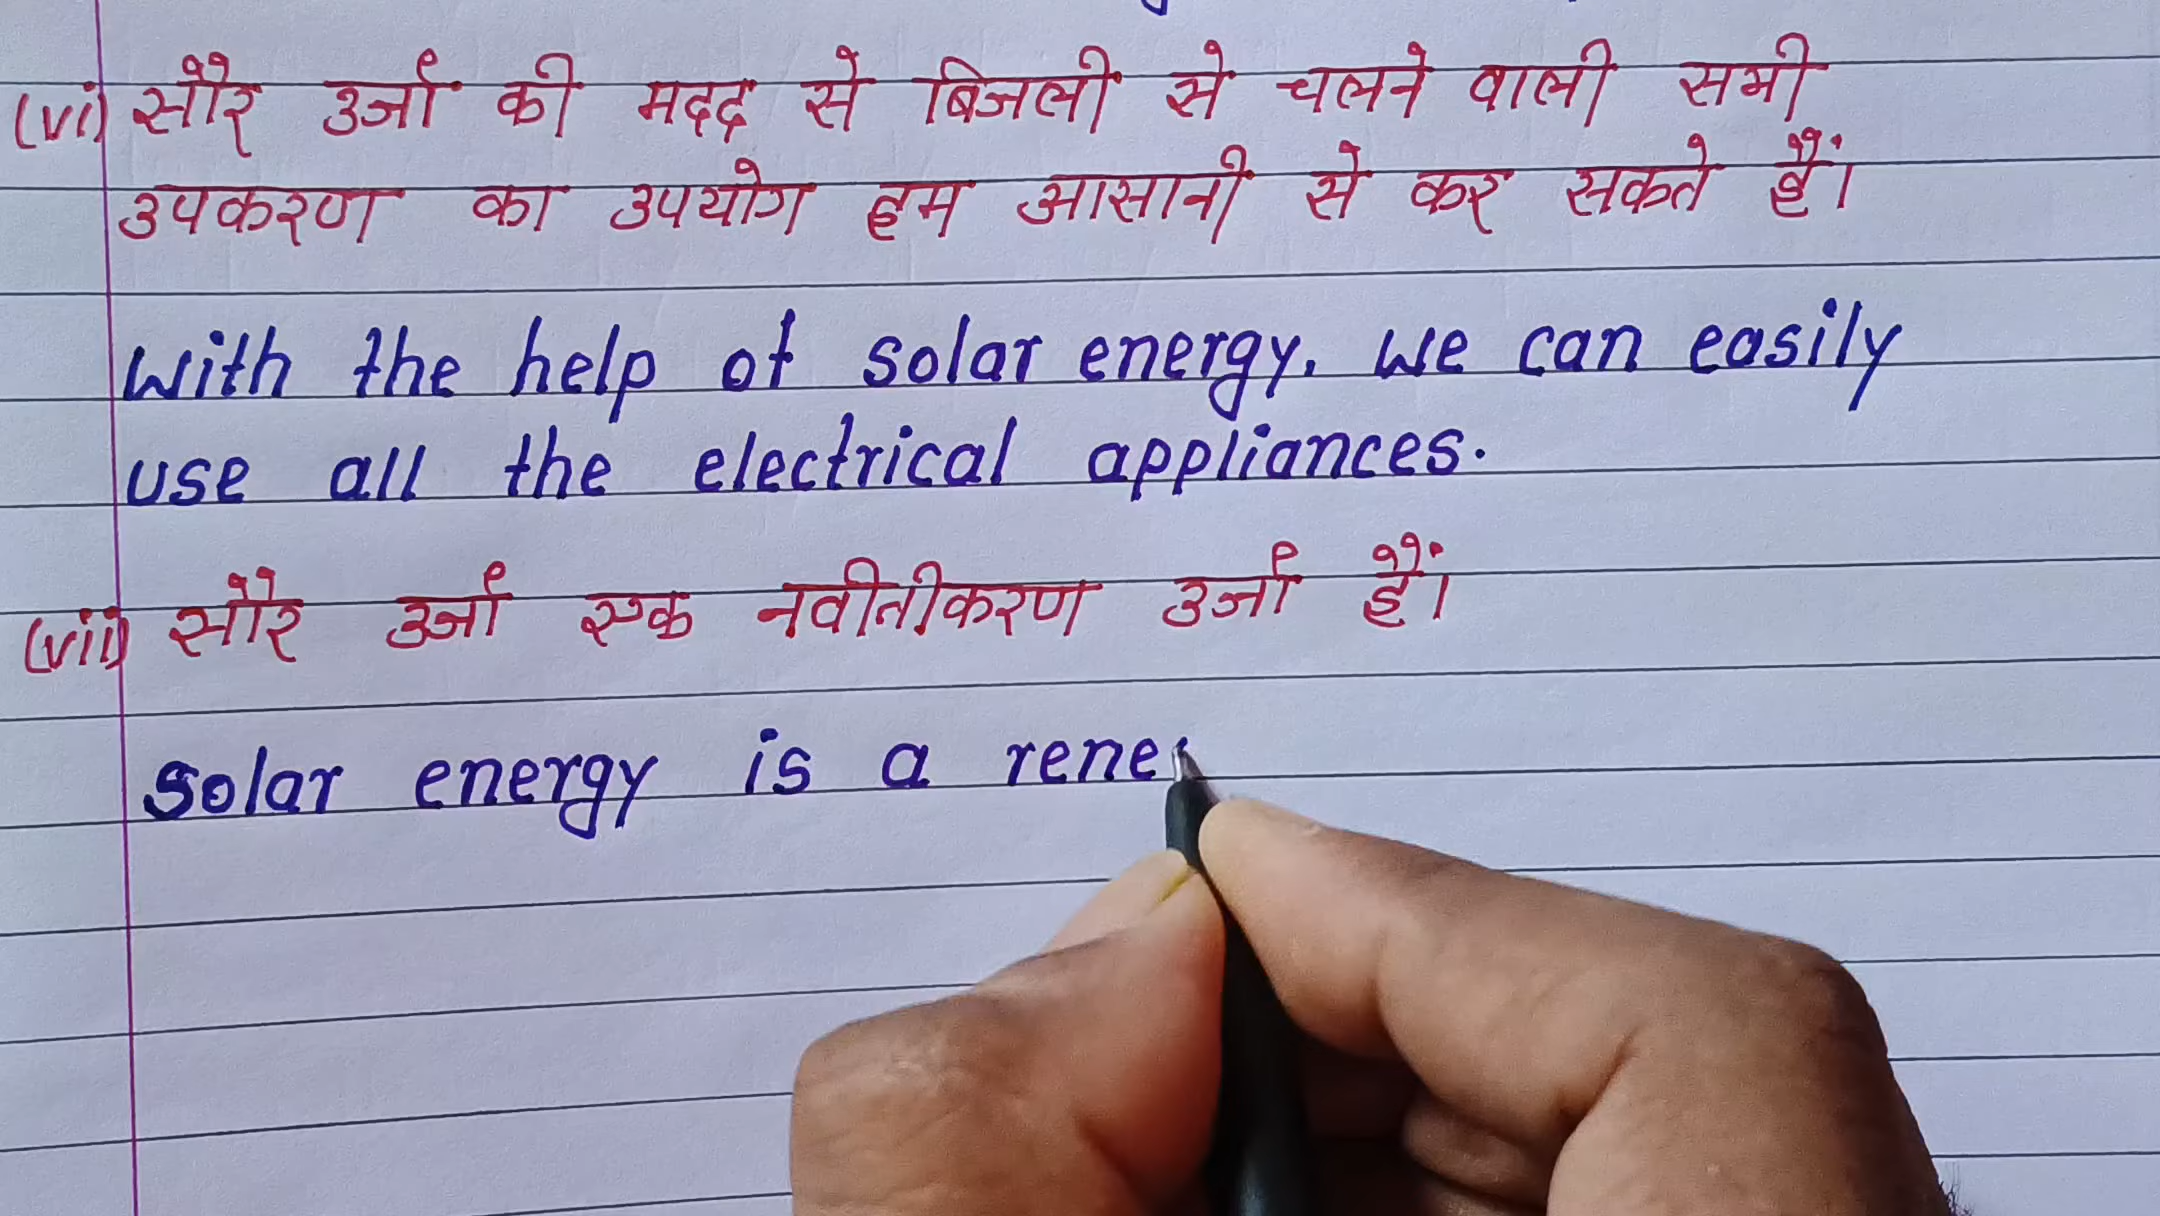 (vi) सौर उर्जा की मदद से बिजली से चलने वाली सभी
उपकरण का उपयोग हम आसानी से कर सकते हैं।
With the help of solar energy, we can easily
use all the electrical appliances.
(vii) सौर उर्जा एक नवीतीकरण उर्जा हैं।
Solar energy is a rene